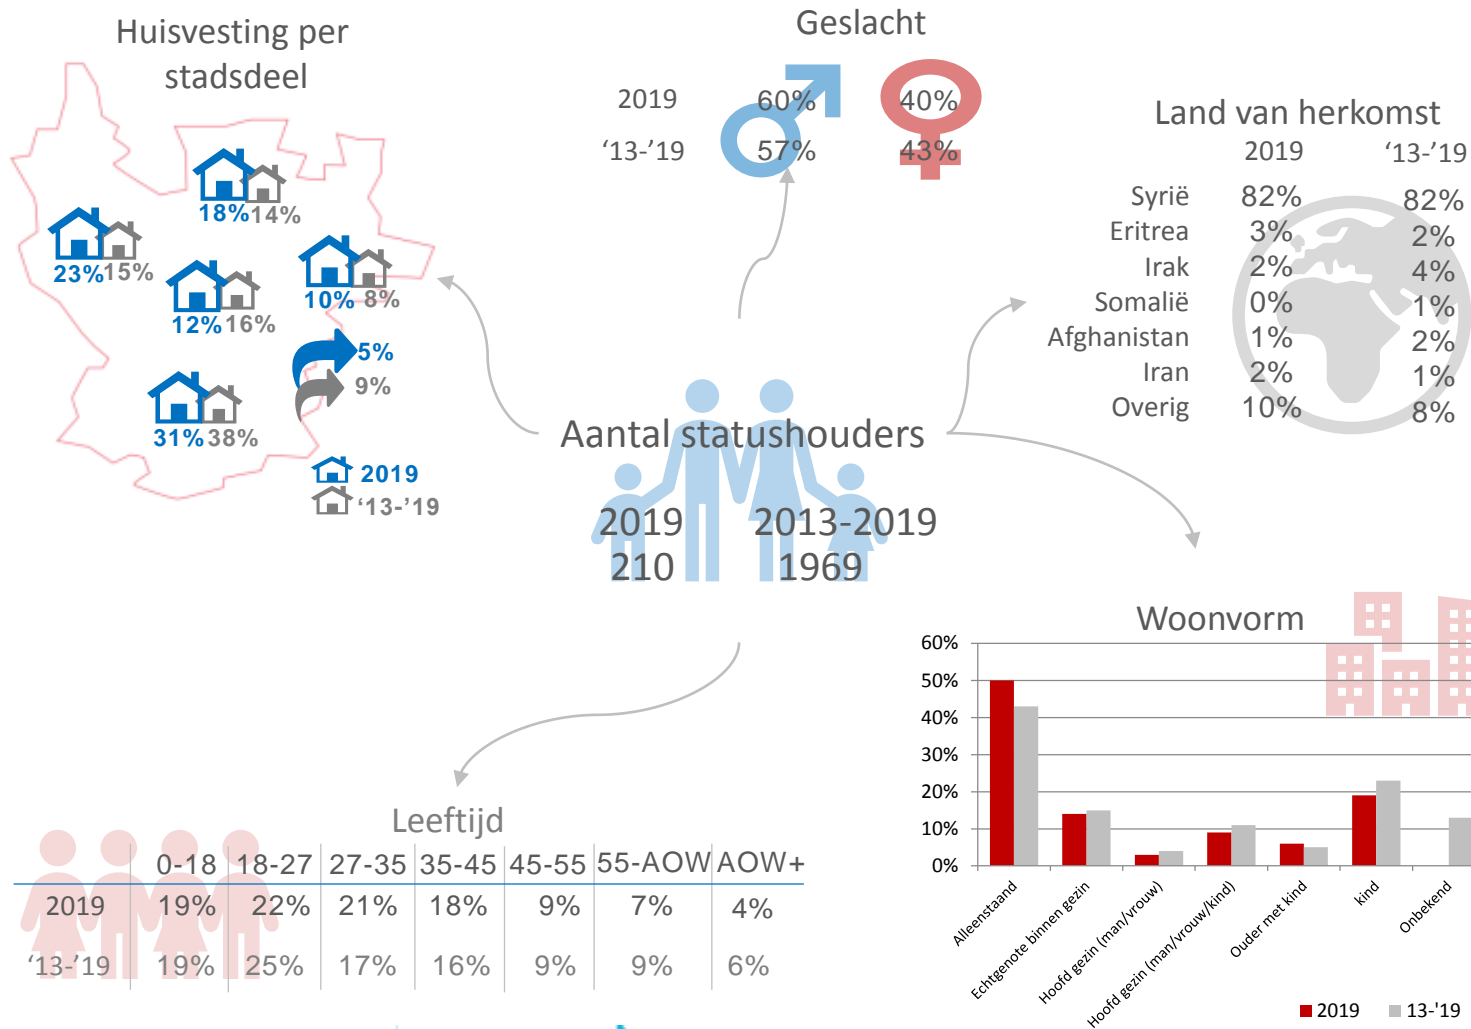 Huisvesting per
stadsdeel
18% 14%
23% 15%
10% 8%
12% 16%
5%
9%
31% 38%
2019
‘13-’19
Geslacht
2019 60% 40%
‘13-’19 57% 43%
Land van herkomst
2019 ‘13-’19
Syrië 82% 82%
Eritrea 3% 2%
Irak 2% 4%
Somalië 0% 1%
Afghanistan 1% 2%
Iran 2% 1%
Overig 10% 8%
Aantal statushouders
2019 2013-2019
210 1969
Leeftijd
0-18 18-27 27-35 35-45 45-55 55-AOW AOW+
2019 19% 22% 21% 18% 9% 7% 4%
‘13-’19 19% 25% 17% 16% 9% 9% 6%
Woonvorm
60%
50%
40%
30%
20%
10%
0%
Alleenstaand
Echtgenote binnen gezin
Hoofd gezin (man/vrouw)
Hoofd gezin (man/vrouw/kind)
Ouder met kind
kind
Onbekend
2019 13-'19